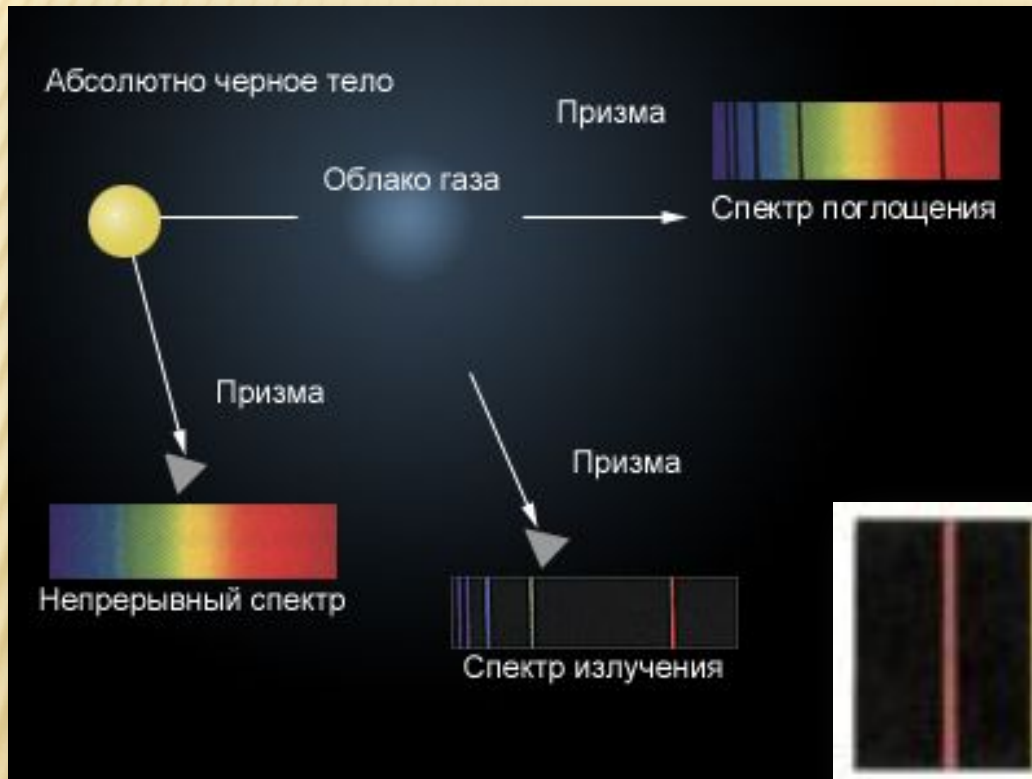 Абсолютно черное тело
Призма
Облако газа
Спектр поглощения
Призма
Призма
Непрерывный спектр
Спектр излучения